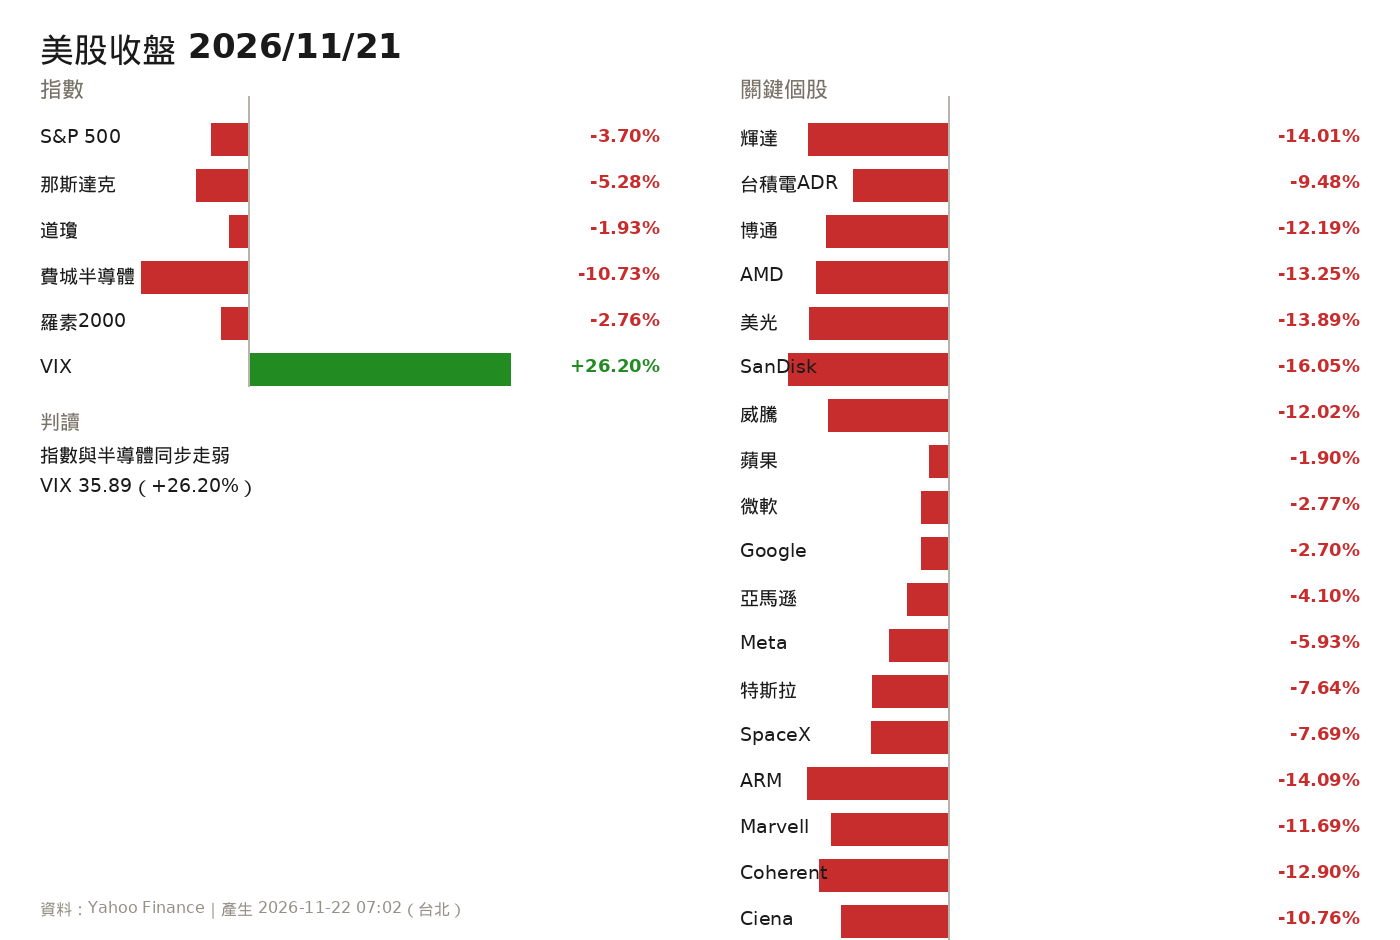 美股收盤 2026/11/21
指數
S&P 500 -3.70%
那斯達克 -5.28%
道瓊 -1.93%
費城半導體 -10.73%
羅素2000 -2.76%
VIX +26.20%
判讀
指數與半導體同步走弱
VIX 35.89（+26.20%）
關鍵個股
輝達 -14.01%
台積電ADR -9.48%
博通 -12.19%
AMD -13.25%
美光 -13.89%
SanDisk -16.05%
威騰 -12.02%
蘋果 -1.90%
微軟 -2.77%
Google -2.70%
亞馬遜 -4.10%
Meta -5.93%
特斯拉 -7.64%
SpaceX -7.69%
ARM -14.09%
Marvell -11.69%
Coherent -12.90%
Ciena -10.76%
資料：Yahoo Finance｜產生 2026-11-22 07:02（台北）